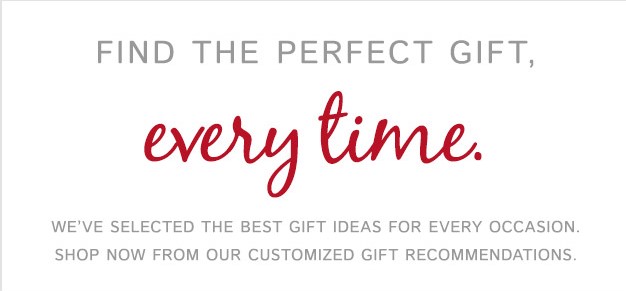 FIND THE PERFECT GIFT,
every time.
WE'VE SELECTED THE BEST GIFT IDEAS FOR EVERY OCCASION.
SHOP NOW FROM OUR CUSTOMIZED GIFT RECOMMENDATIONS.